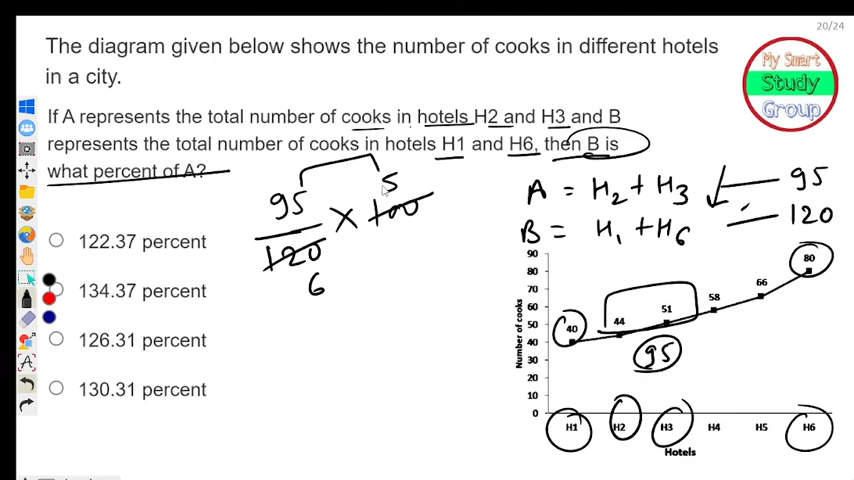 20/24
The diagram given below shows the number of cooks in different hotels
in a city.
My Smart
Study
Group
If A represents the total number of cooks in hotels H2 and H3 and B
represents the total number of cooks in hotels H1 and H6, then B is
what percent of A?
95
120
× 100
5
6
A = H2 + H3
95
B = H1 + H6
120
122.37 percent
134.37 percent
126.31 percent
130.31 percent
Number of cooks
90
80
70
60
50
40
30
20
10
0
40
44
51
58
66
80
95
H1 H2 H3 H4 H5 H6
Hotels